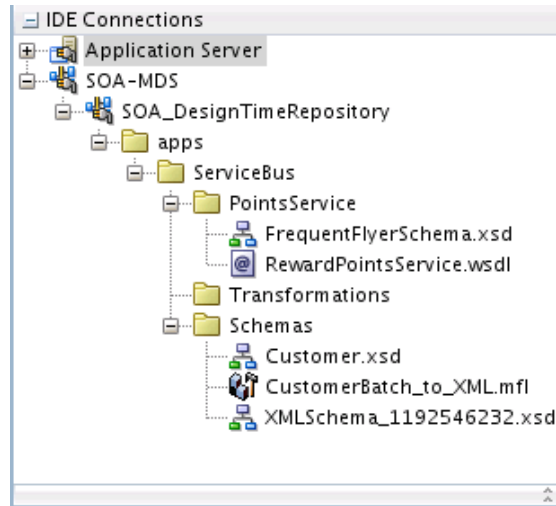 IDE Connections
Application Server
SOA-MDS
SOA_DesignTimeRepository
apps
ServiceBus
PointsService
FrequentFlyerSchema.xsd
@ RewardPointsService.wsdl
Transformations
Schemas
Customer.xsd
CustomerBatch_to_XML.mfl
XMLSchema_1192546232.xsd